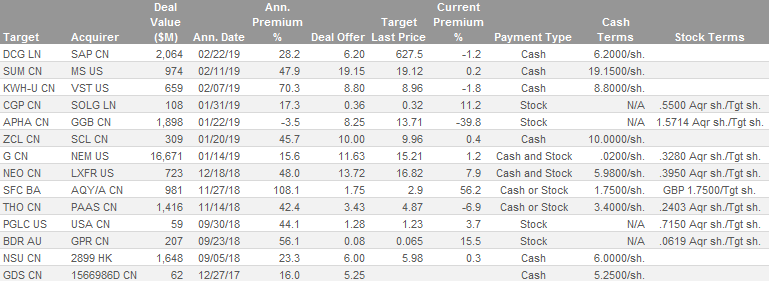 Deal Ann. Target Current
Value Premium Premium Cash
Target Acquirer ($M) Ann. Date % Deal Offer Last Price % Payment Type Terms Stock Terms
DCG LN SAP CN 2,064 02/22/19 28.2 6.20 627.5 -1.2 Cash 6.2000/sh.
SUM CN MS US 974 02/11/19 47.9 19.15 19.12 0.2 Cash 19.1500/sh.
KWH-U CN VST US 659 02/07/19 70.3 8.80 8.96 -1.8 Cash 8.8000/sh.
CGP CN SOLG LN 108 01/31/19 17.3 0.36 0.32 11.2 Stock N/A .5500 Aqr sh./Tgt sh.
APHA CN GGB CN 1,898 01/22/19 -3.5 8.25 13.71 -39.8 Stock N/A 1.5714 Aqr sh./Tgt sh.
ZCL CN SCL CN 309 01/20/19 45.7 10.00 9.96 0.4 Cash 10.0000/sh.
G CN NEM US 16,671 01/14/19 15.6 11.63 15.21 1.2 Cash and Stock .0200/sh. .3280 Aqr sh./Tgt sh.
NEO CN LXFR US 723 12/18/18 48.0 13.72 16.82 7.9 Cash and Stock 5.9800/sh. .3950 Aqr sh./Tgt sh.
SFC BA AQY/A CN 981 11/27/18 108.1 1.75 2.9 56.2 Cash or Stock 1.7500/sh. GBP 1.7500/Tgt sh.
THO CN PAAS CN 1,416 11/14/18 42.4 3.43 4.87 -6.9 Cash or Stock 3.4000/sh. .2403 Aqr sh./Tgt sh.
PGLC US USA CN 59 09/30/18 44.1 1.28 1.23 3.7 Stock N/A .7150 Aqr sh./Tgt sh.
BDR AU GPR CN 207 09/23/18 56.1 0.08 0.065 15.5 Stock N/A .0619 Aqr sh./Tgt sh.
NSU CN 2899 HK 1,648 09/05/18 23.3 6.00 5.98 0.3 Cash 6.0000/sh.
GDS CN 1566986D CN 62 12/27/17 16.0 5.25 Cash 5.2500/sh.